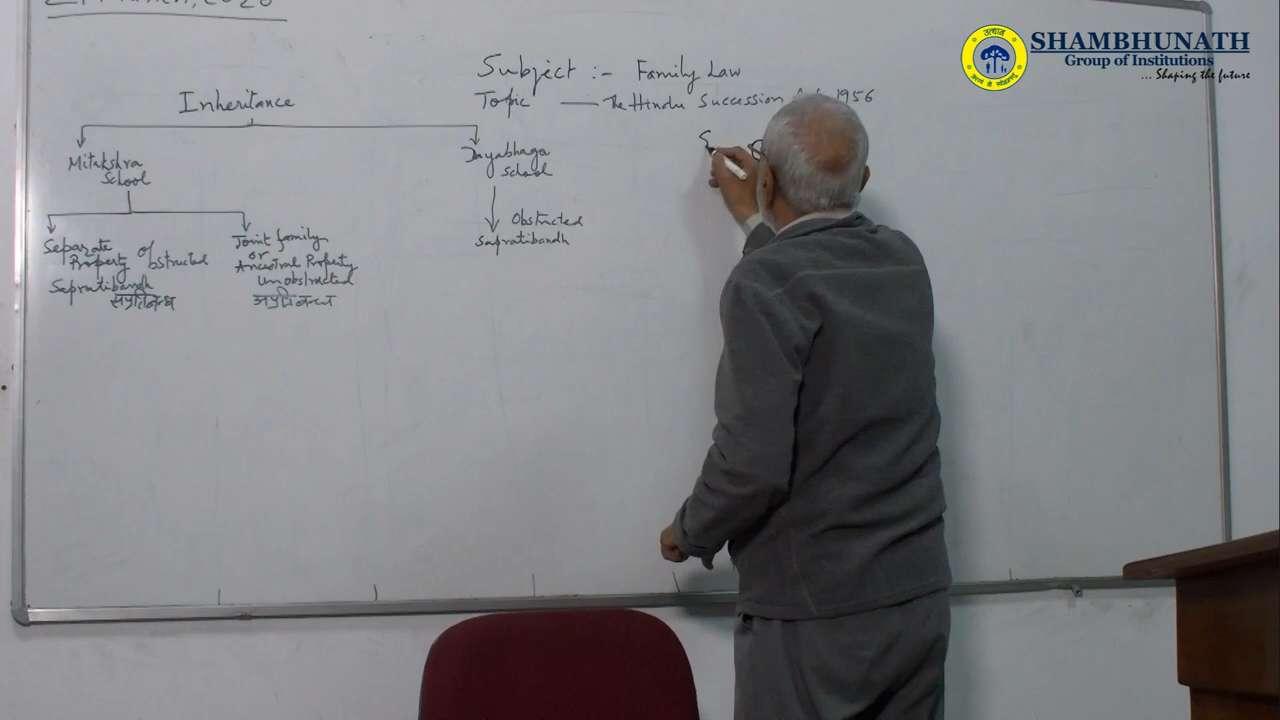 उत्थान
SHAMBHUNATH
Group of Institutions
... Shaping the future
Subject :- Family Law
Topic — The Hindu Succession 1956
Inheritance
Mitakshra
School
Dayabhaga
School
Separate
Property Obstructed
Sapratibandh
सप्रतिबन्ध
Joint family
or
Ancestral Property
Unobstructed
अप्रतिबन्ध
Obstructed
Sapratibandh